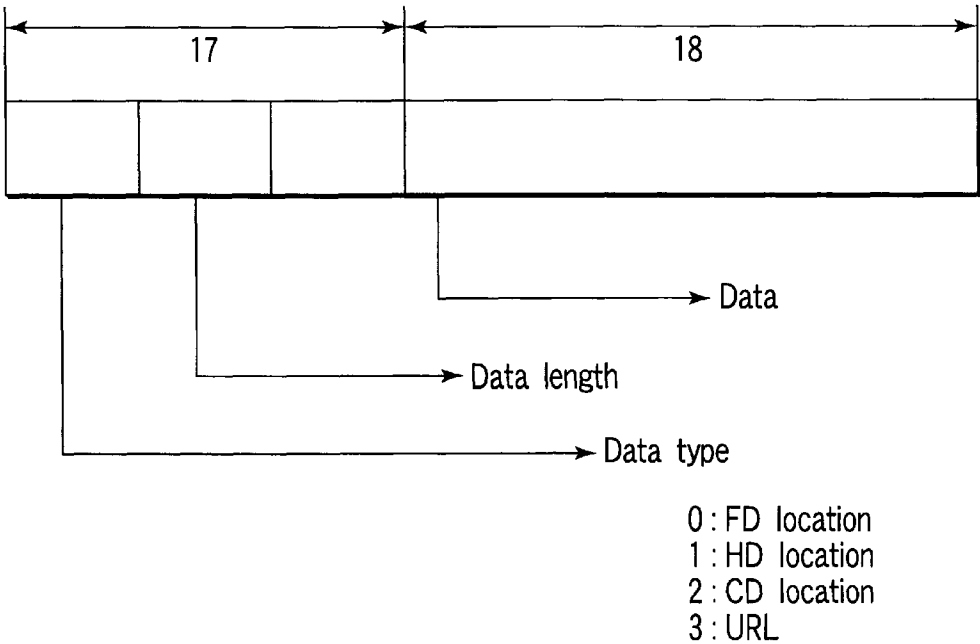 17
18
Data
Data length
Data type
0 : FD location
1 : HD location
2 : CD location
3 : URL